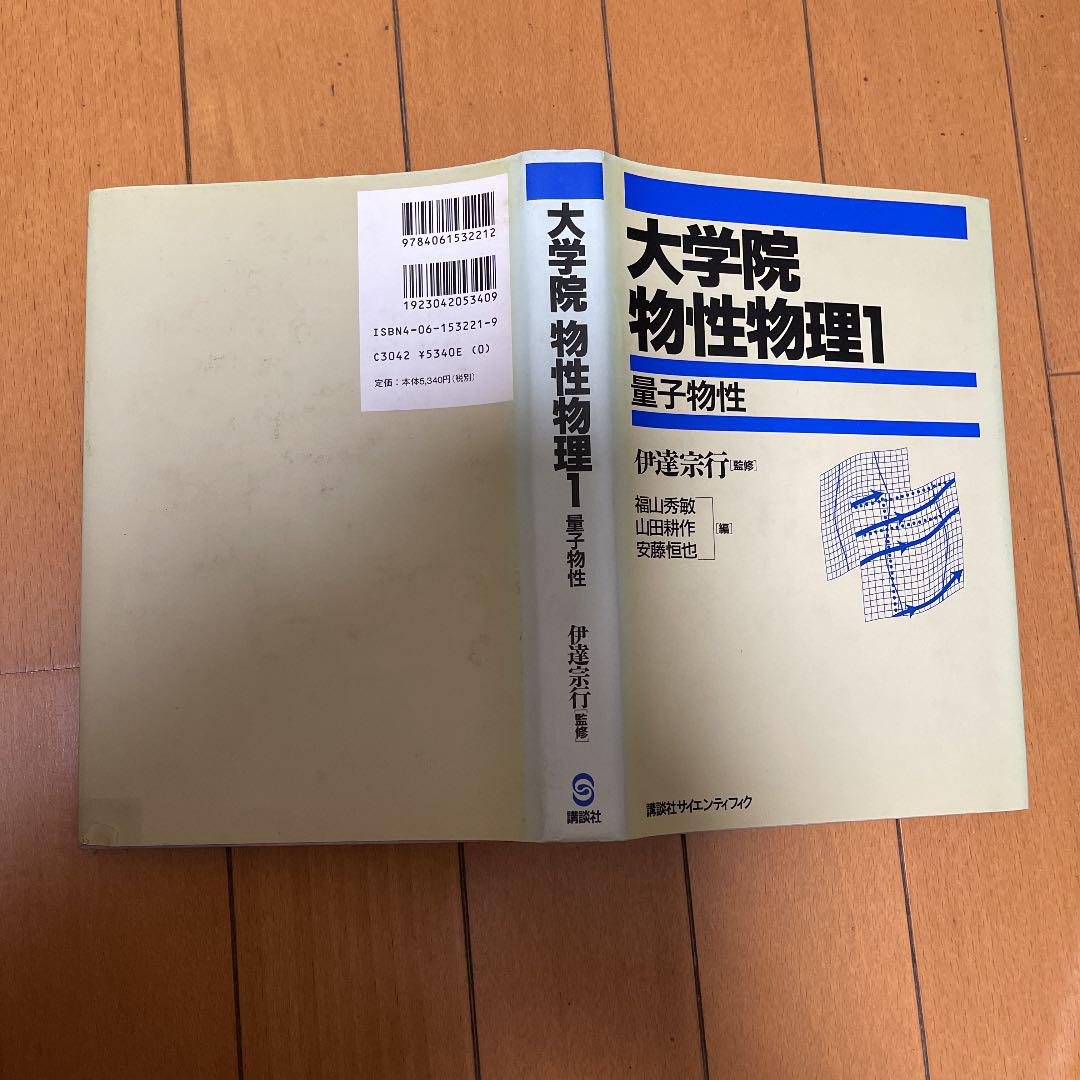 9784061532212
1923042053409
ISBN4-06-153221-9
C3042 ¥5340E (0)
定価：本体5,340円(税別)
大学院 物性物理1
量子物性
伊達宗行[監修]
講談社
大学院
物性物理1
量子物性
伊達宗行[監修]
福山秀敏
山田耕作
安藤恒也
[編]
講談社サイエンティフィク